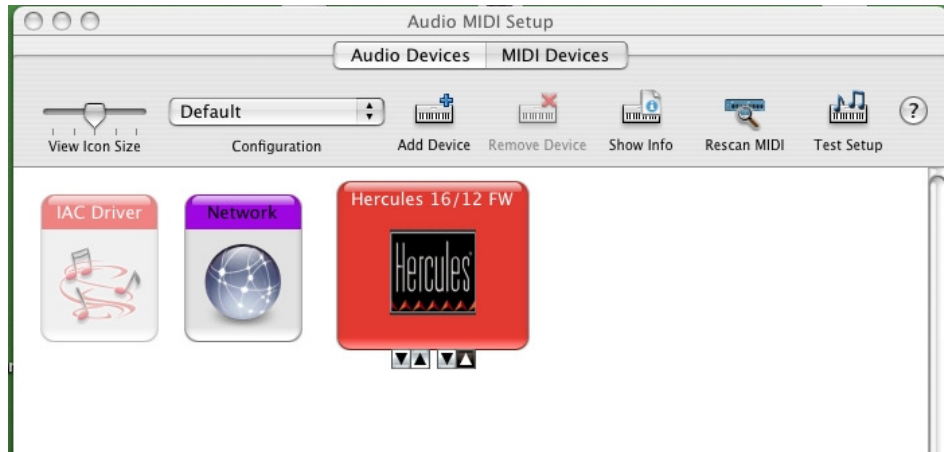 Audio MIDI Setup
Audio Devices MIDI Devices
Default
View Icon Size Configuration Add Device Remove Device Show Info Rescan MIDI Test Setup ?
IAC Driver Network Hercules 16/12 FW
Hercules